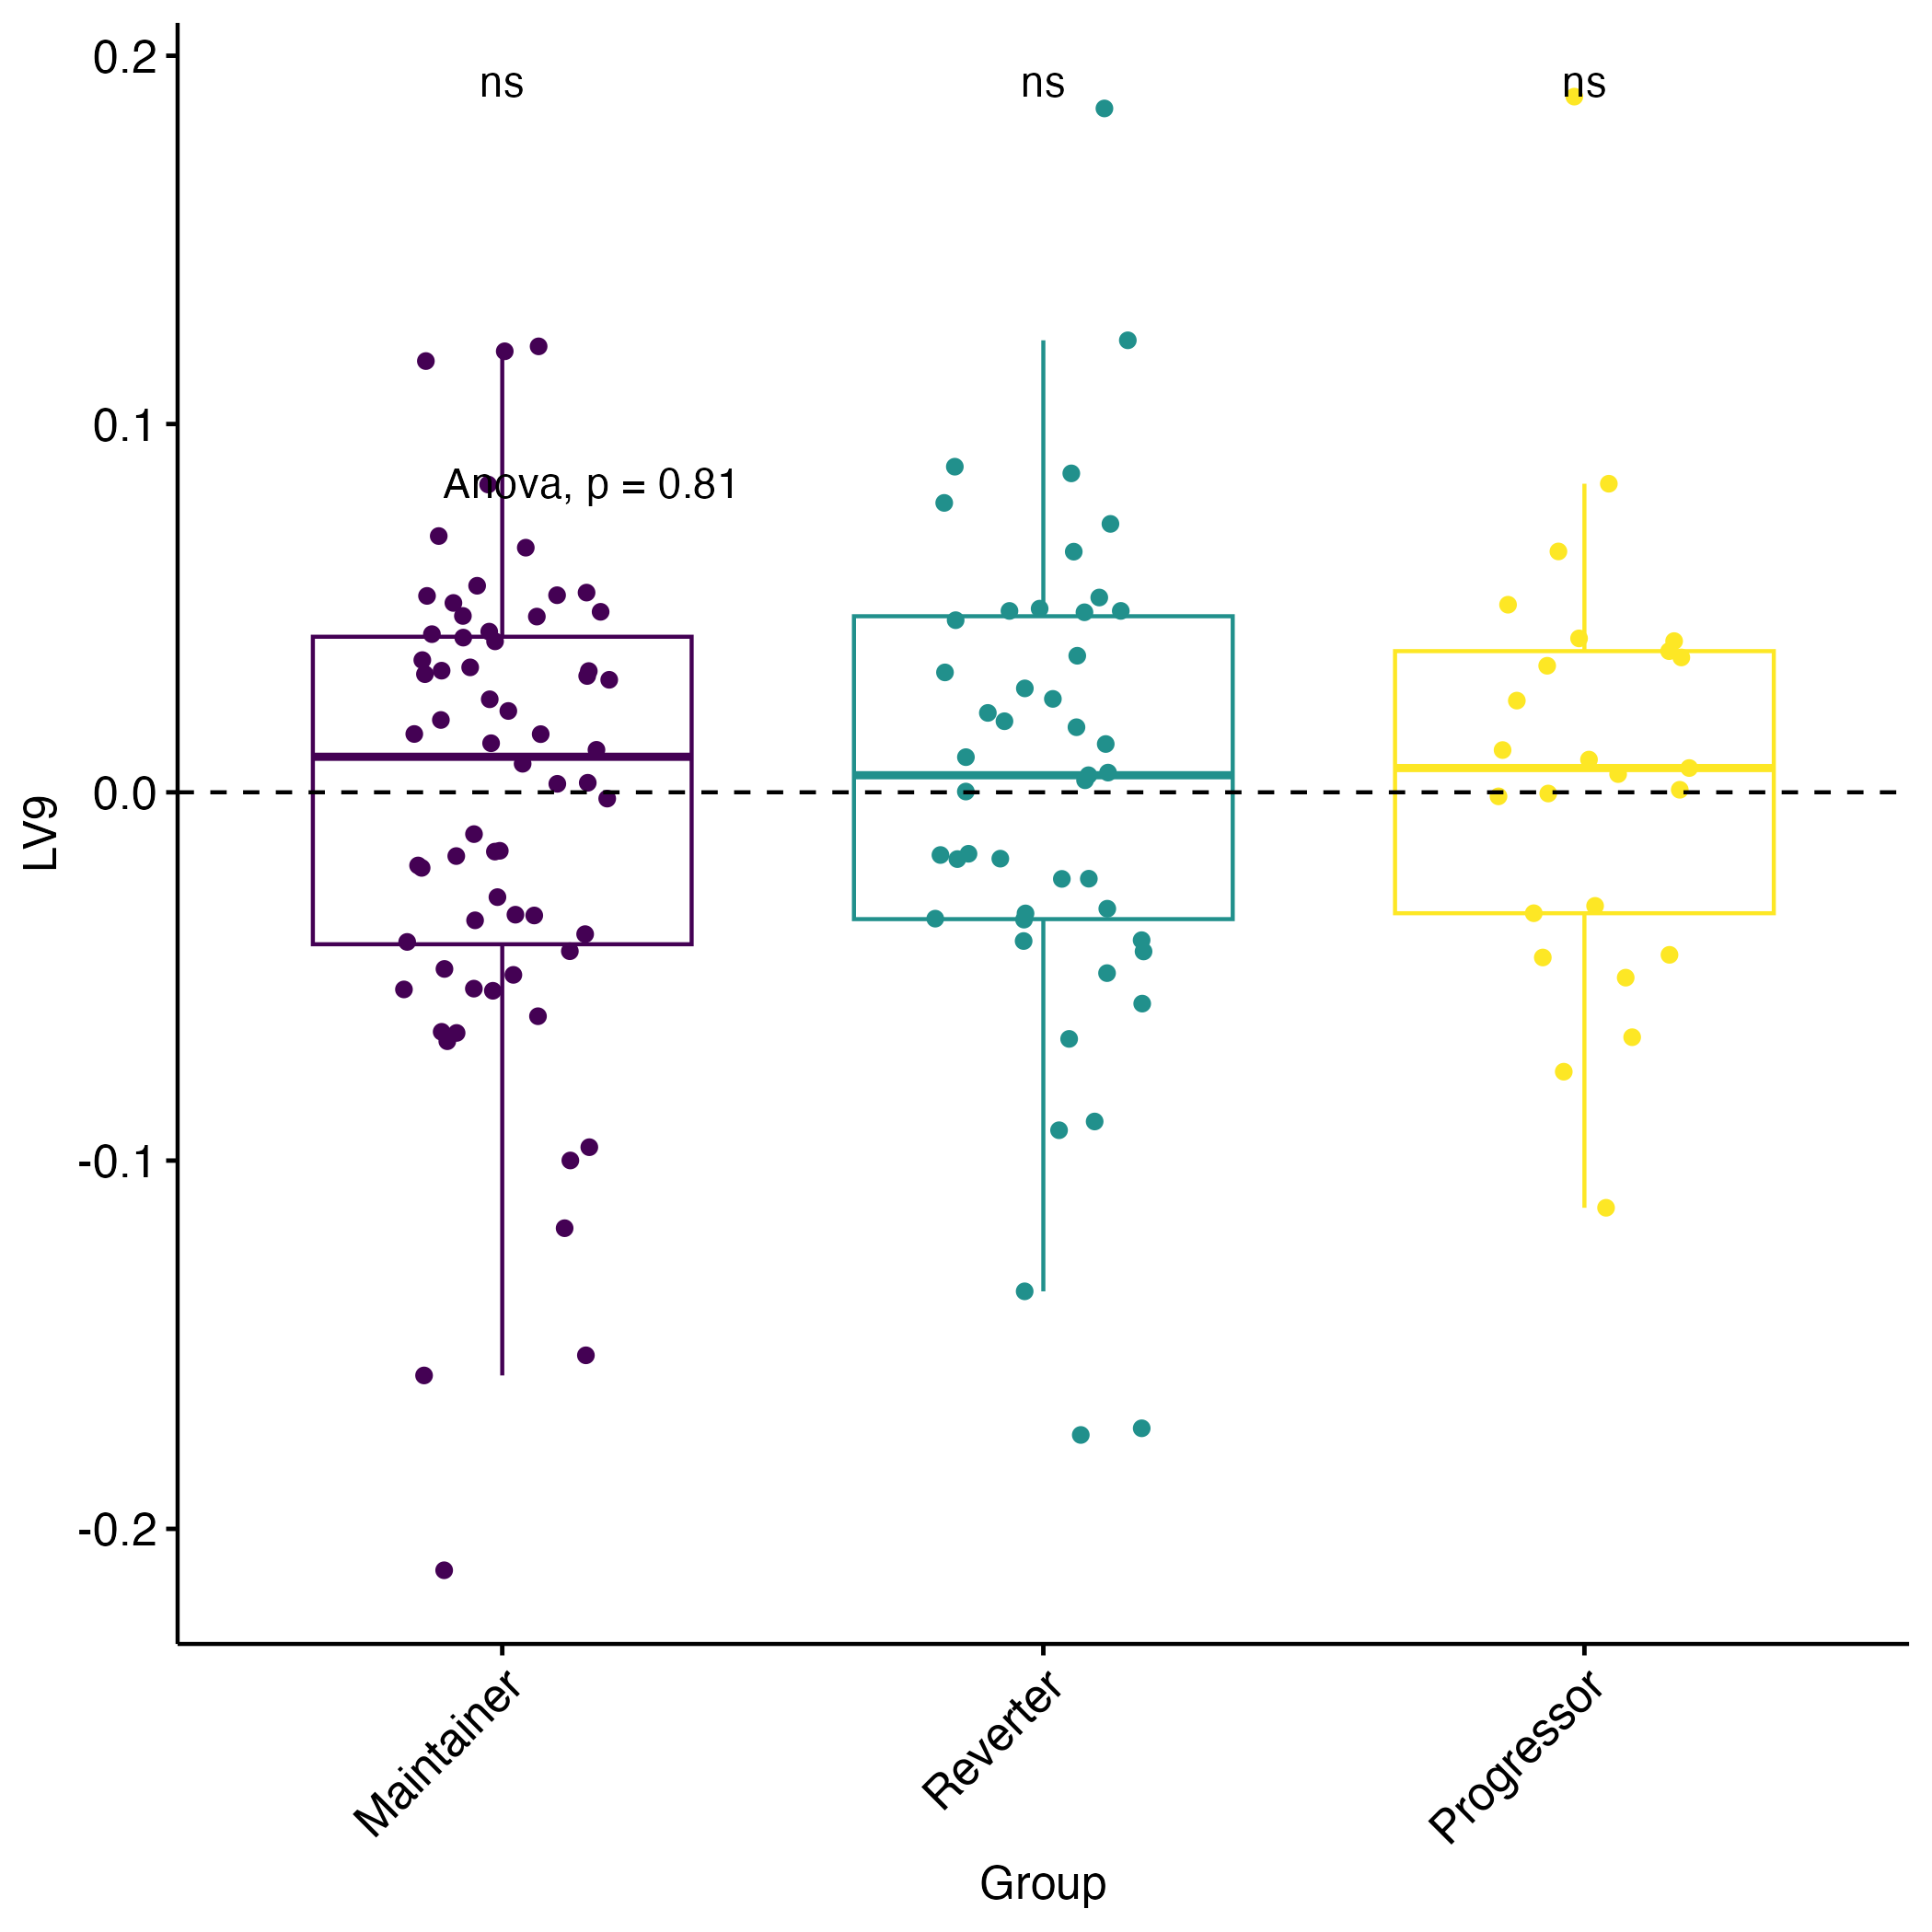 0.2
ns ns ns
0.1
Anova, p = 0.81
0.0
LV9
-0.1
-0.2
Maintainer Reverter Progressor
Group